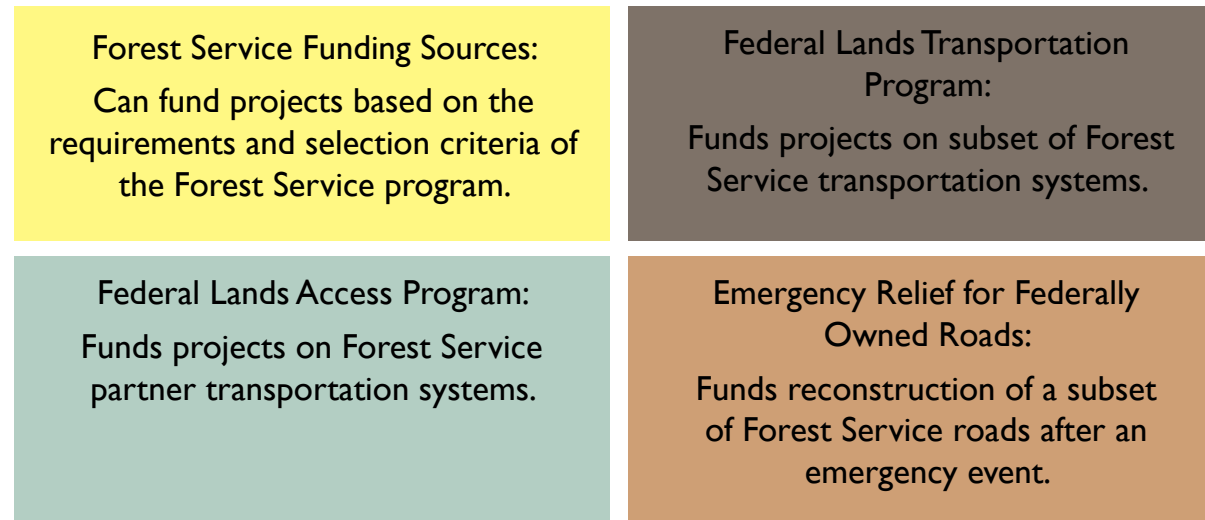 Forest Service Funding Sources:
Can fund projects based on the
requirements and selection criteria of
the Forest Service program.
Federal Lands Transportation
Program:
Funds projects on subset of Forest
Service transportation systems.
Federal Lands Access Program:
Funds projects on Forest Service
partner transportation systems.
Emergency Relief for Federally
Owned Roads:
Funds reconstruction of a subset
of Forest Service roads after an
emergency event.